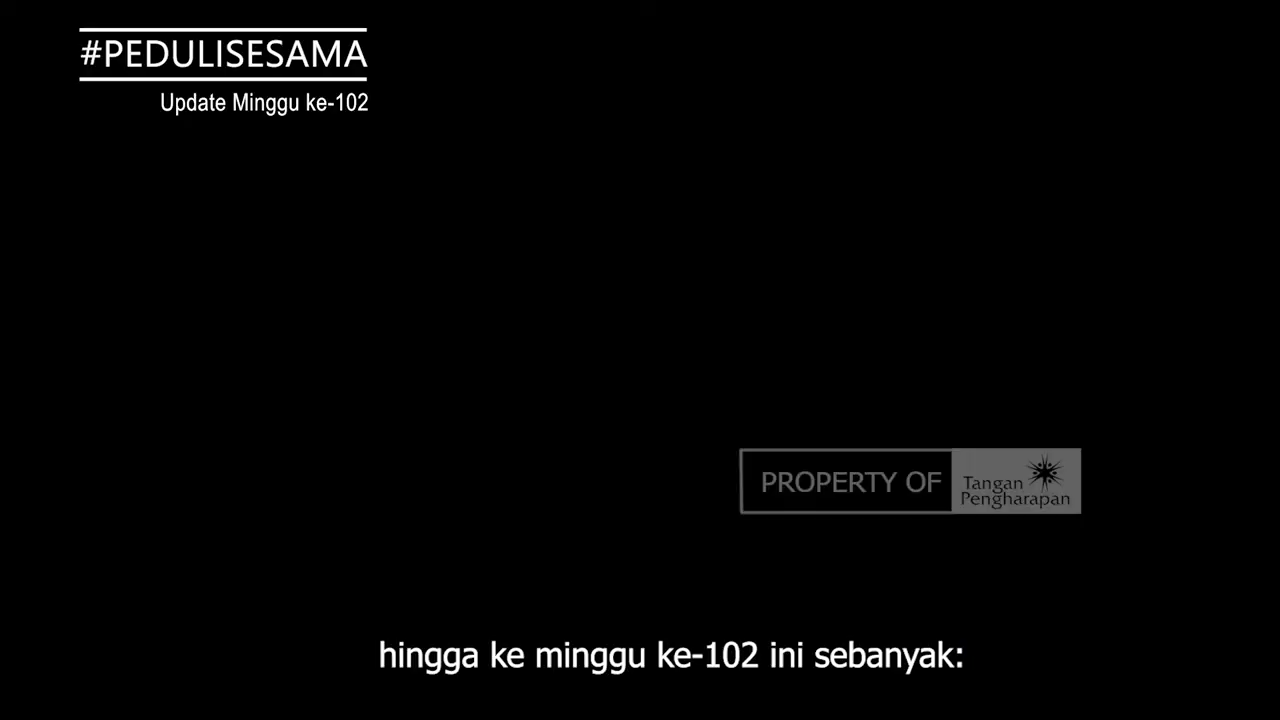 #PEDULISESAMA
Update Minggu ke-102
PROPERTY OF
Tangan
Pengharapan
hingga ke minggu ke-102 ini sebanyak: